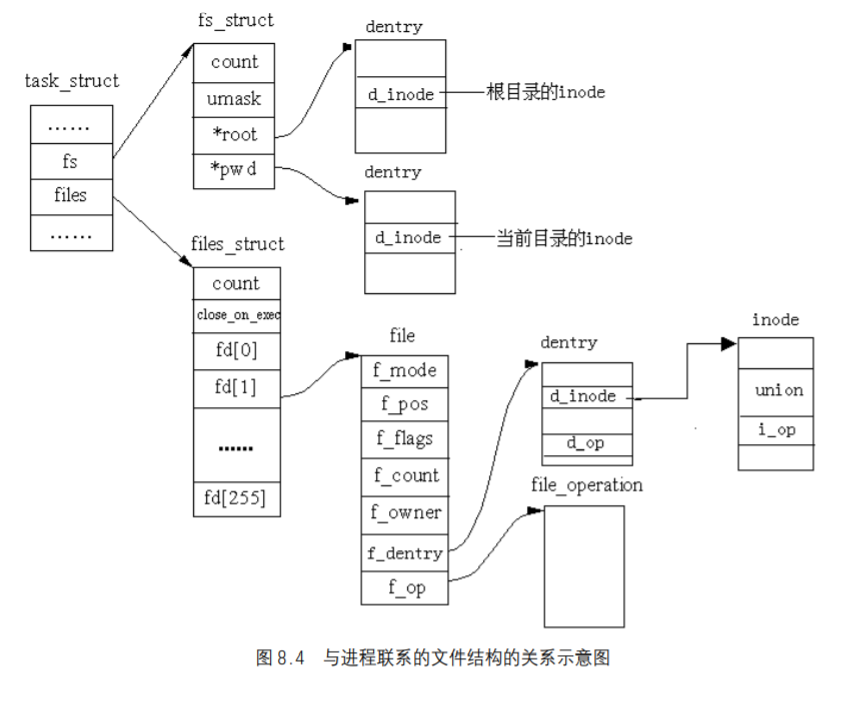 task_struct
……
fs
files
……
fs_struct
count
umask
*root
*pwd
dentry
d_inode
根目录的inode
dentry
d_inode
当前目录的inode
files_struct
count
close_on_exec
fd[0]
fd[1]
……
fd[255]
file
f_mode
f_pos
f_flags
f_count
f_owner
f_dentry
f_op
dentry
d_inode
d_op
inode
union
i_op
file_operation
图 8.4 与进程联系的文件结构的关系示意图